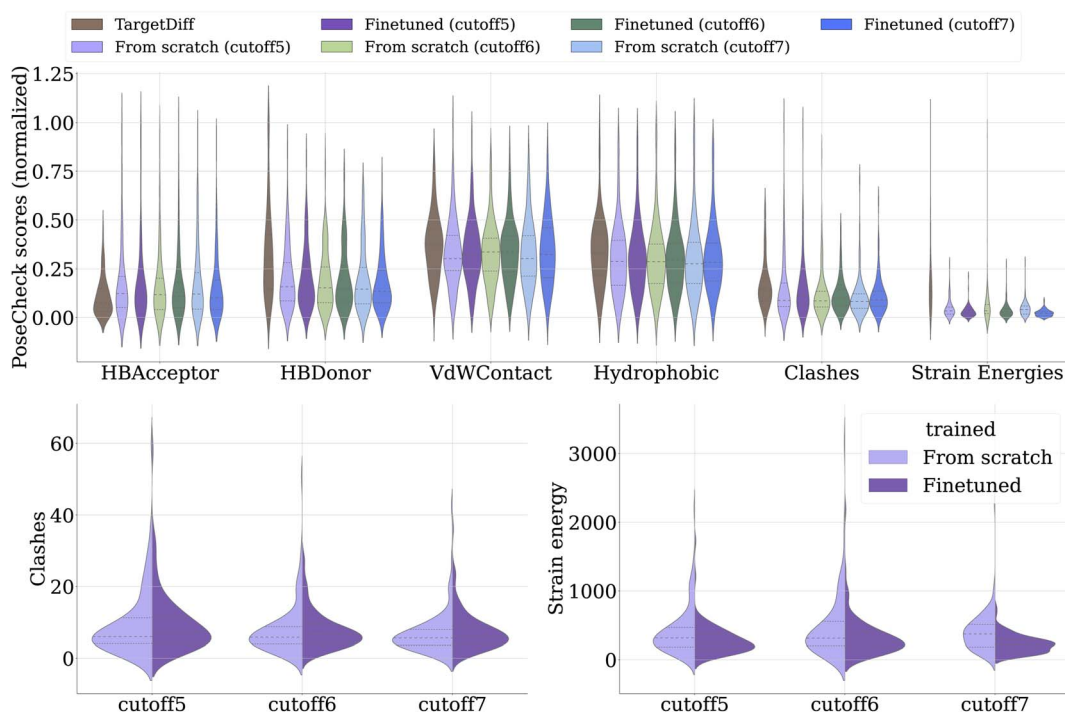 TargetDiff Finetuned (cutoff5) Finetuned (cutoff6) Finetuned (cutoff7)
From scratch (cutoff5) From scratch (cutoff6) From scratch (cutoff7)
PoseCheck scores (normalized)
1.25
1.00
0.75
0.50
0.25
0.00
HBAcceptor HBDonor VdWContact Hydrophobic Clashes Strain Energies
Clashes
60
40
20
0
cutoff5 cutoff6 cutoff7
Strain energy
3000
2000
1000
0
trained
From scratch
Finetuned
cutoff5 cutoff6 cutoff7